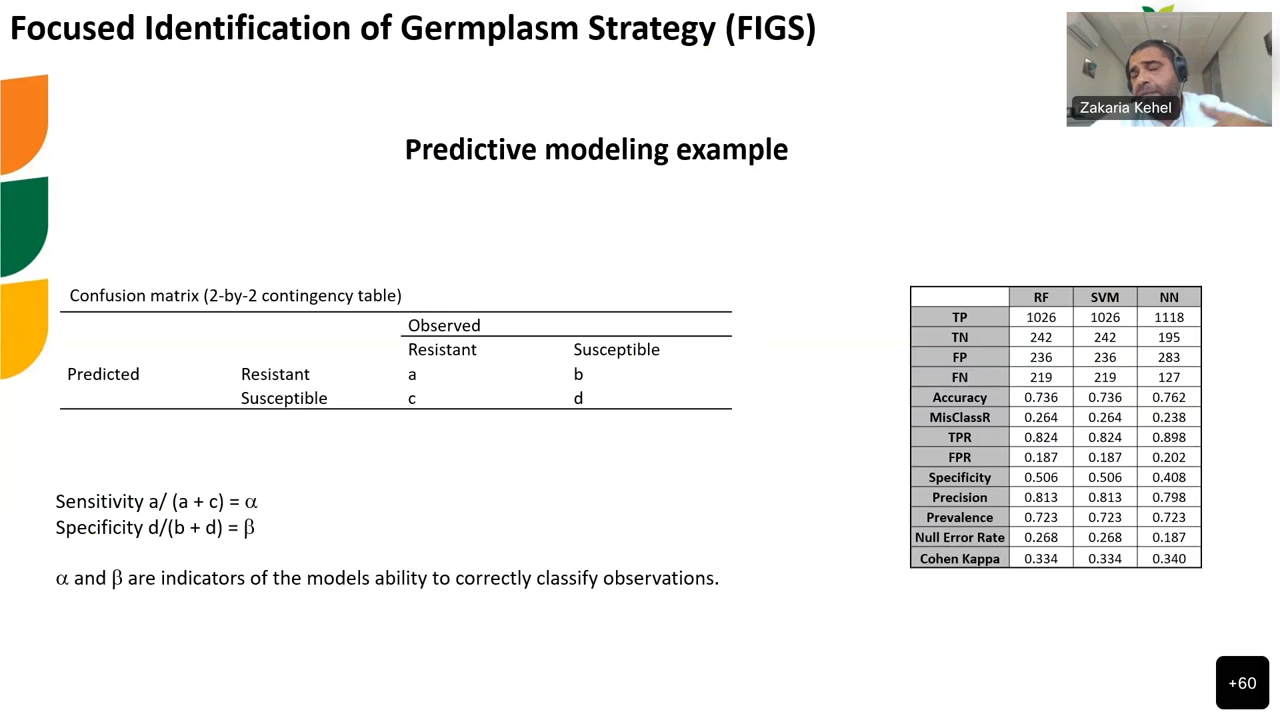 Focused Identification of Germplasm Strategy (FIGS)
Zakaria Kehel
Predictive modeling example
Confusion matrix (2-by-2 contingency table)
Observed
Resistant Susceptible
Predicted Resistant a b
Susceptible c d
Sensitivity a/ (a + c) = α
Specificity d/(b + d) = β
α and β are indicators of the models ability to correctly classify observations.
RF SVM NN
TP 1026 1026 1118
TN 242 242 195
FP 236 236 283
FN 219 219 127
Accuracy 0.736 0.736 0.762
MisClassR 0.264 0.264 0.238
TPR 0.824 0.824 0.898
FPR 0.187 0.187 0.202
Specificity 0.506 0.506 0.408
Precision 0.813 0.813 0.798
Prevalence 0.723 0.723 0.723
Null Error Rate 0.268 0.268 0.187
Cohen Kappa 0.334 0.334 0.340
+60